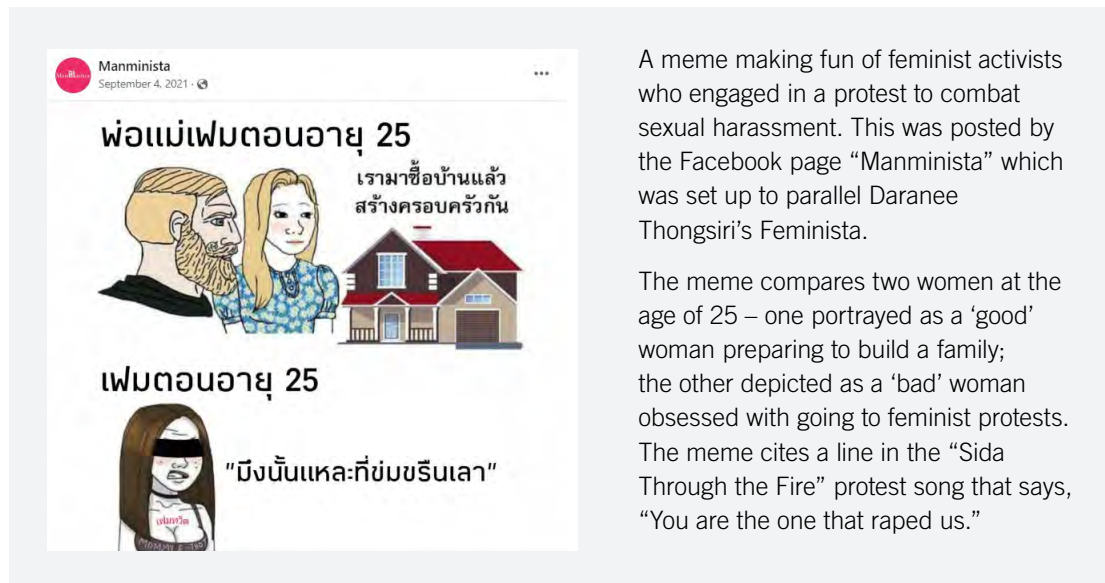 Manminista
September 4, 2021 ·
พ่อแม่เฟมตอนอายุ 25
เรามาซื้อบ้านแล้ว
สร้างครอบครัวกัน
เฟมตอนอายุ 25
"มึงนั้นแหละที่ข่มขรืนเลา"
เฟมทวิต
A meme making fun of feminist activists
who engaged in a protest to combat
sexual harassment. This was posted by
the Facebook page “Manminista” which
was set up to parallel Daranee
Thongsiri’s Feminista.
The meme compares two women at the
age of 25 – one portrayed as a ‘good’
woman preparing to build a family;
the other depicted as a ‘bad’ woman
obsessed with going to feminist protests.
The meme cites a line in the “Sida
Through the Fire” protest song that says,
“You are the one that raped us.”